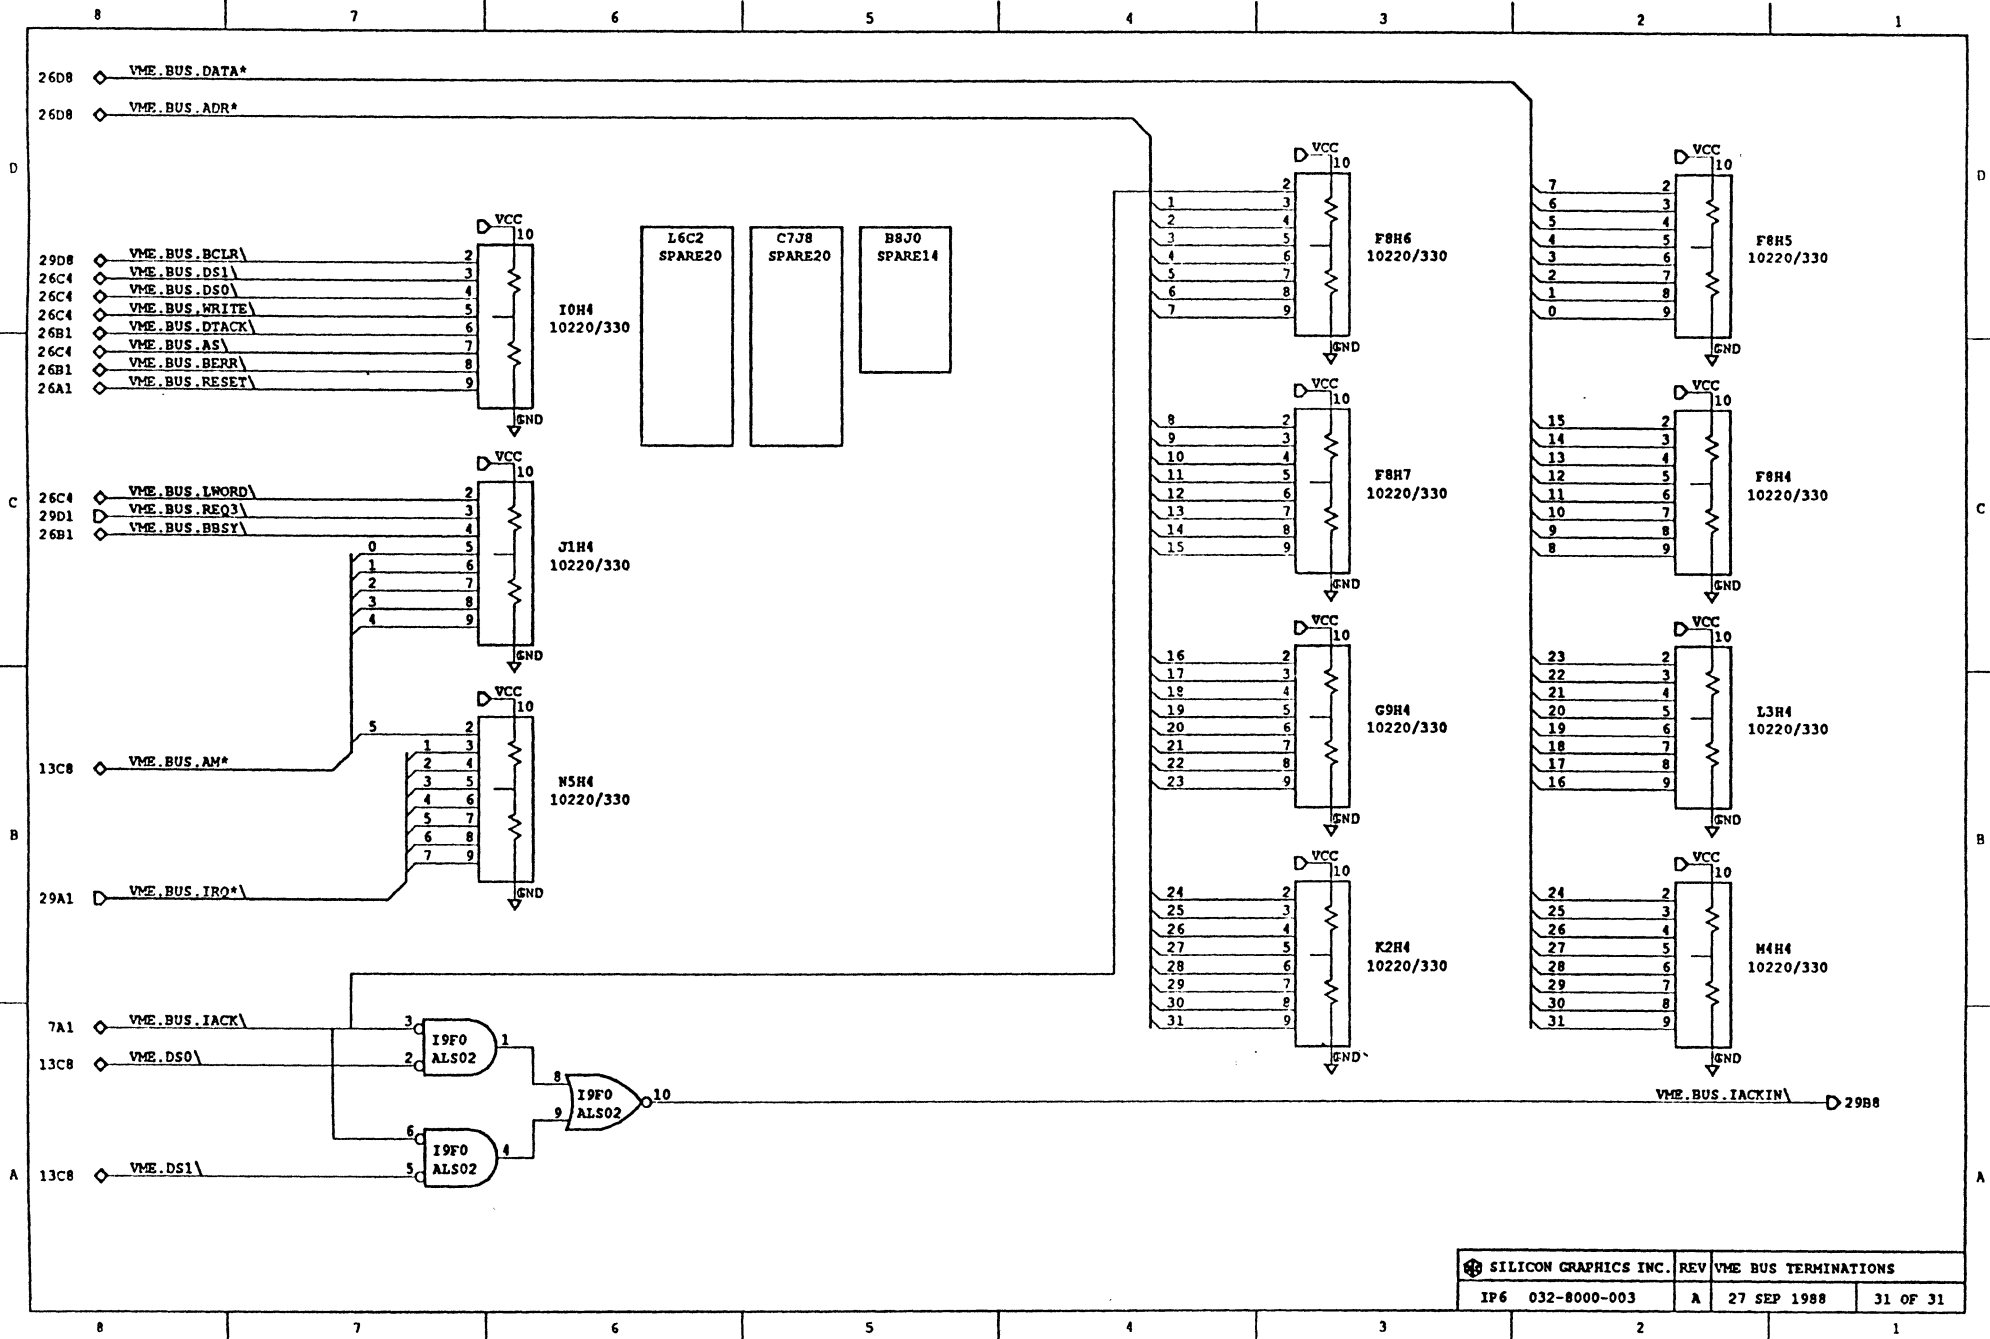 8 7 6 5 4 3 2 1
26D8 VME.BUS.DATA*
26D8 VME.BUS.ADR*
D D
VCC
10
29D8 VME.BUS.BCLR\ 2
26C4 VME.BUS.DS1\ 3
26C4 VME.BUS.DS0\ 4
26C4 VME.BUS.WRITE\ 5
26B1 VME.BUS.DTACK\ 6
26C4 VME.BUS.AS\ 7
26B1 VME.BUS.BERR\ 8
26A1 VME.BUS.RESET\ 9
I0H4
10220/330
GND
L6C2
SPARE20
C7J8
SPARE20
B8J0
SPARE14
VCC
10
2
1 3
2 4
3 5
4 6
5 7
6 8
7 9
F8H6
10220/330
GND
VCC
10
7 2
6 3
5 4
4 5
3 6
2 7
1 8
0 9
F8H5
10220/330
GND
C C
VCC
10
26C4 VME.BUS.LWORD\ 2
29D1 VME.BUS.REQ3\ 3
26B1 VME.BUS.BBSY\ 4
0 5
1 6
2 7
3 8
4 9
J1H4
10220/330
GND
VCC
10
8 2
9 3
10 4
11 5
12 6
13 7
14 8
15 9
F8H7
10220/330
GND
VCC
10
15 2
14 3
13 4
12 5
11 6
10 7
9 8
8 9
F8H4
10220/330
GND
B B
VCC
10
5 2
1 3
2 4
3 5
4 6
5 7
6 8
7 9
N5H4
10220/330
GND
13C8 VME.BUS.AM*
29A1 VME.BUS.IRQ*\
VCC
10
16 2
17 3
18 4
19 5
20 6
21 7
22 8
23 9
G9H4
10220/330
GND
VCC
10
23 2
22 3
21 4
20 5
19 6
18 7
17 8
16 9
L3H4
10220/330
GND
VCC
10
24 2
25 3
26 4
27 5
28 6
29 7
30 8
31 9
K2H4
10220/330
GND
VCC
10
24 2
25 3
26 4
27 5
28 6
29 7
30 8
31 9
M4H4
10220/330
GND
7A1 VME.BUS.IACK\ 3
13C8 VME.DS0\ 2
I9F0
ALS02
1
8
9
I9F0
ALS02
10
VME.BUS.IACKIN\ 29B8
6
I9F0
ALS02
4
A A
13C8 VME.DS1\ 5
SILICON GRAPHICS INC. REV VME BUS TERMINATIONS
IP6 032-8000-003 A 27 SEP 1988 31 OF 31
8 7 6 5 4 3 2 1